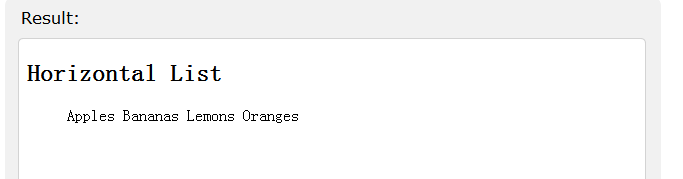 Result:
Horizontal List
Apples Bananas Lemons Oranges